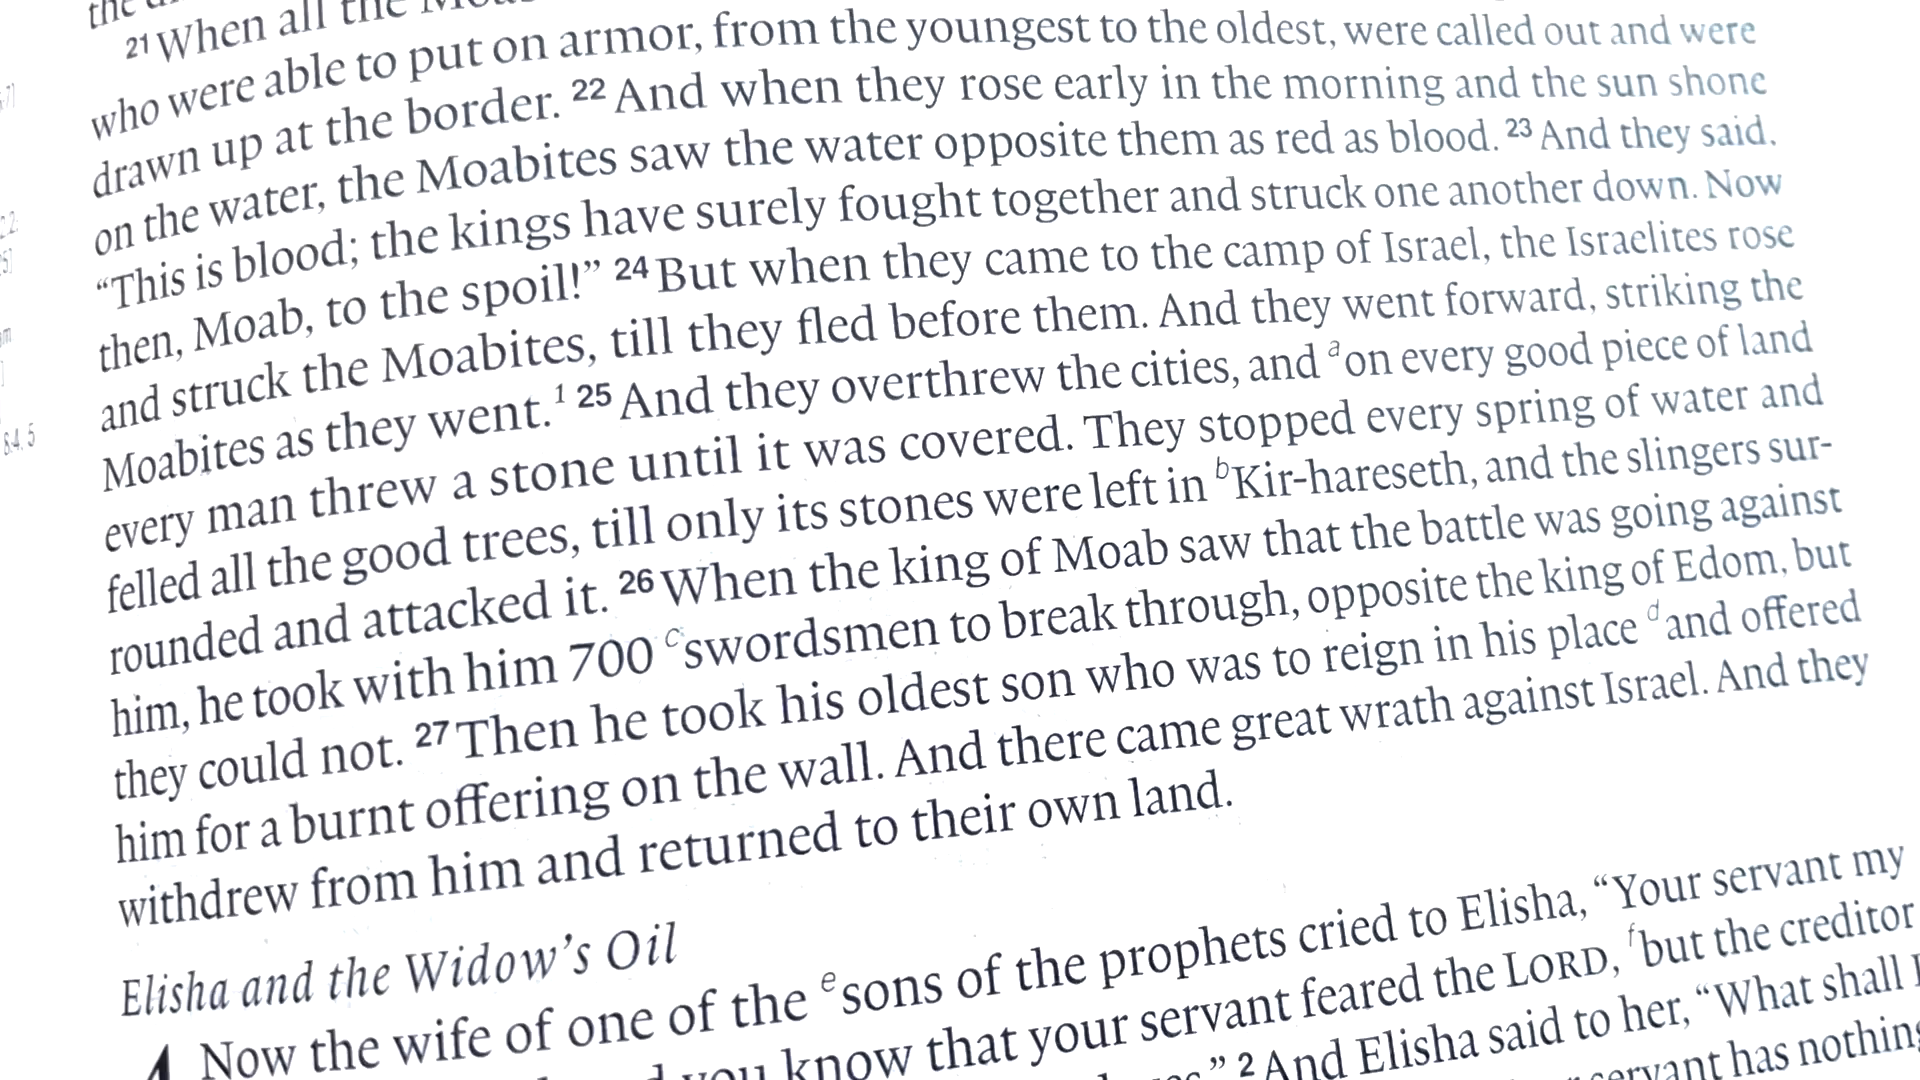 the
21 When all the
who were able to put on armor, from the youngest to the oldest, were called out and were
drawn up at the border. 22 And when they rose early in the morning and the sun shone
on the water, the Moabites saw the water opposite them as red as blood. 23 And they said,
“This is blood; the kings have surely fought together and struck one another down. Now
then, Moab, to the spoil!” 24 But when they came to the camp of Israel, the Israelites rose
and struck the Moabites, till they fled before them. And they went forward, striking the
Moabites as they went.1 25 And they overthrew the cities, and a on every good piece of land
every man threw a stone until it was covered. They stopped every spring of water and
felled all the good trees, till only its stones were left in b Kir-hareseth, and the slingers sur-
rounded and attacked it. 26 When the king of Moab saw that the battle was going against
him, he took with him 700 c swordsmen to break through, opposite the king of Edom, but
they could not. 27 Then he took his oldest son who was to reign in his place d and offered
him for a burnt offering on the wall. And there came great wrath against Israel. And they
withdrew from him and returned to their own land.
Elisha and the Widow’s Oil
4 Now the wife of one of the e sons of the prophets cried to Elisha, “Your servant my
you know that your servant feared the LORD, f but the creditor
” 2 And Elisha said to her, “What shall I
servant has nothing